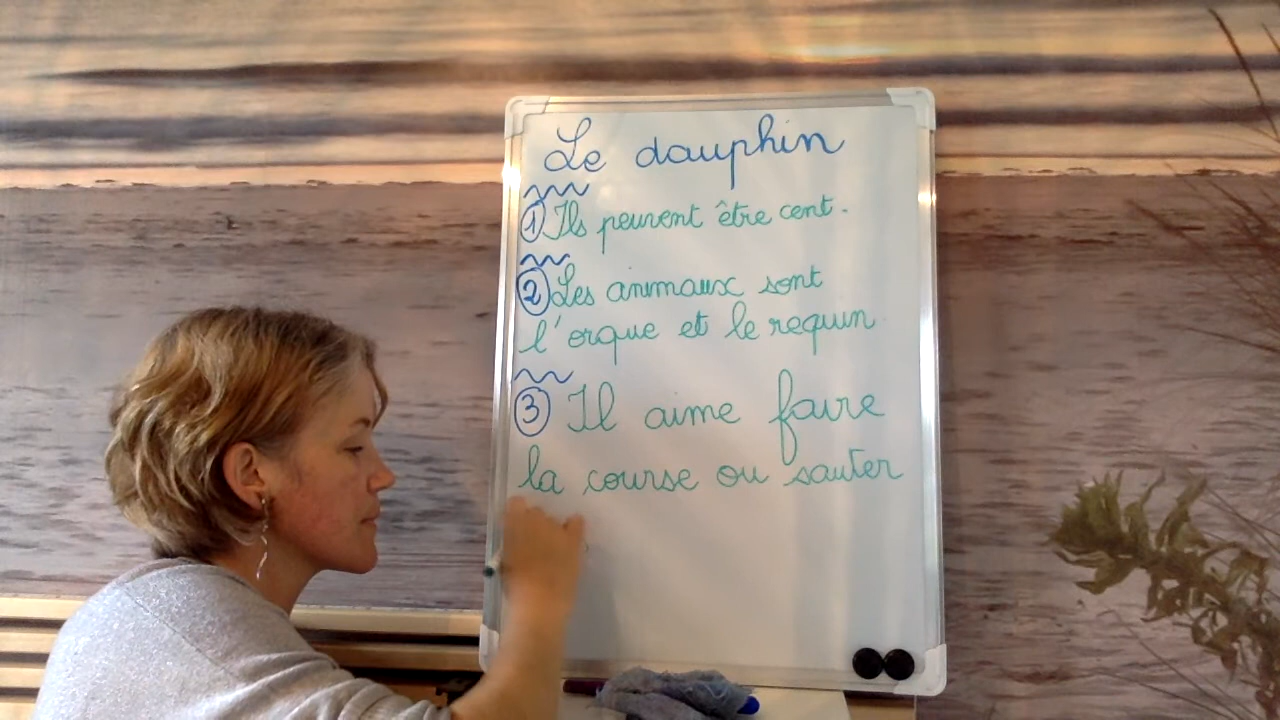 Le dauphin
1 Ils peuvent être cent.
2 Les animaux sont
l'orque et le requin
3 Il aime faire
la course ou sauter